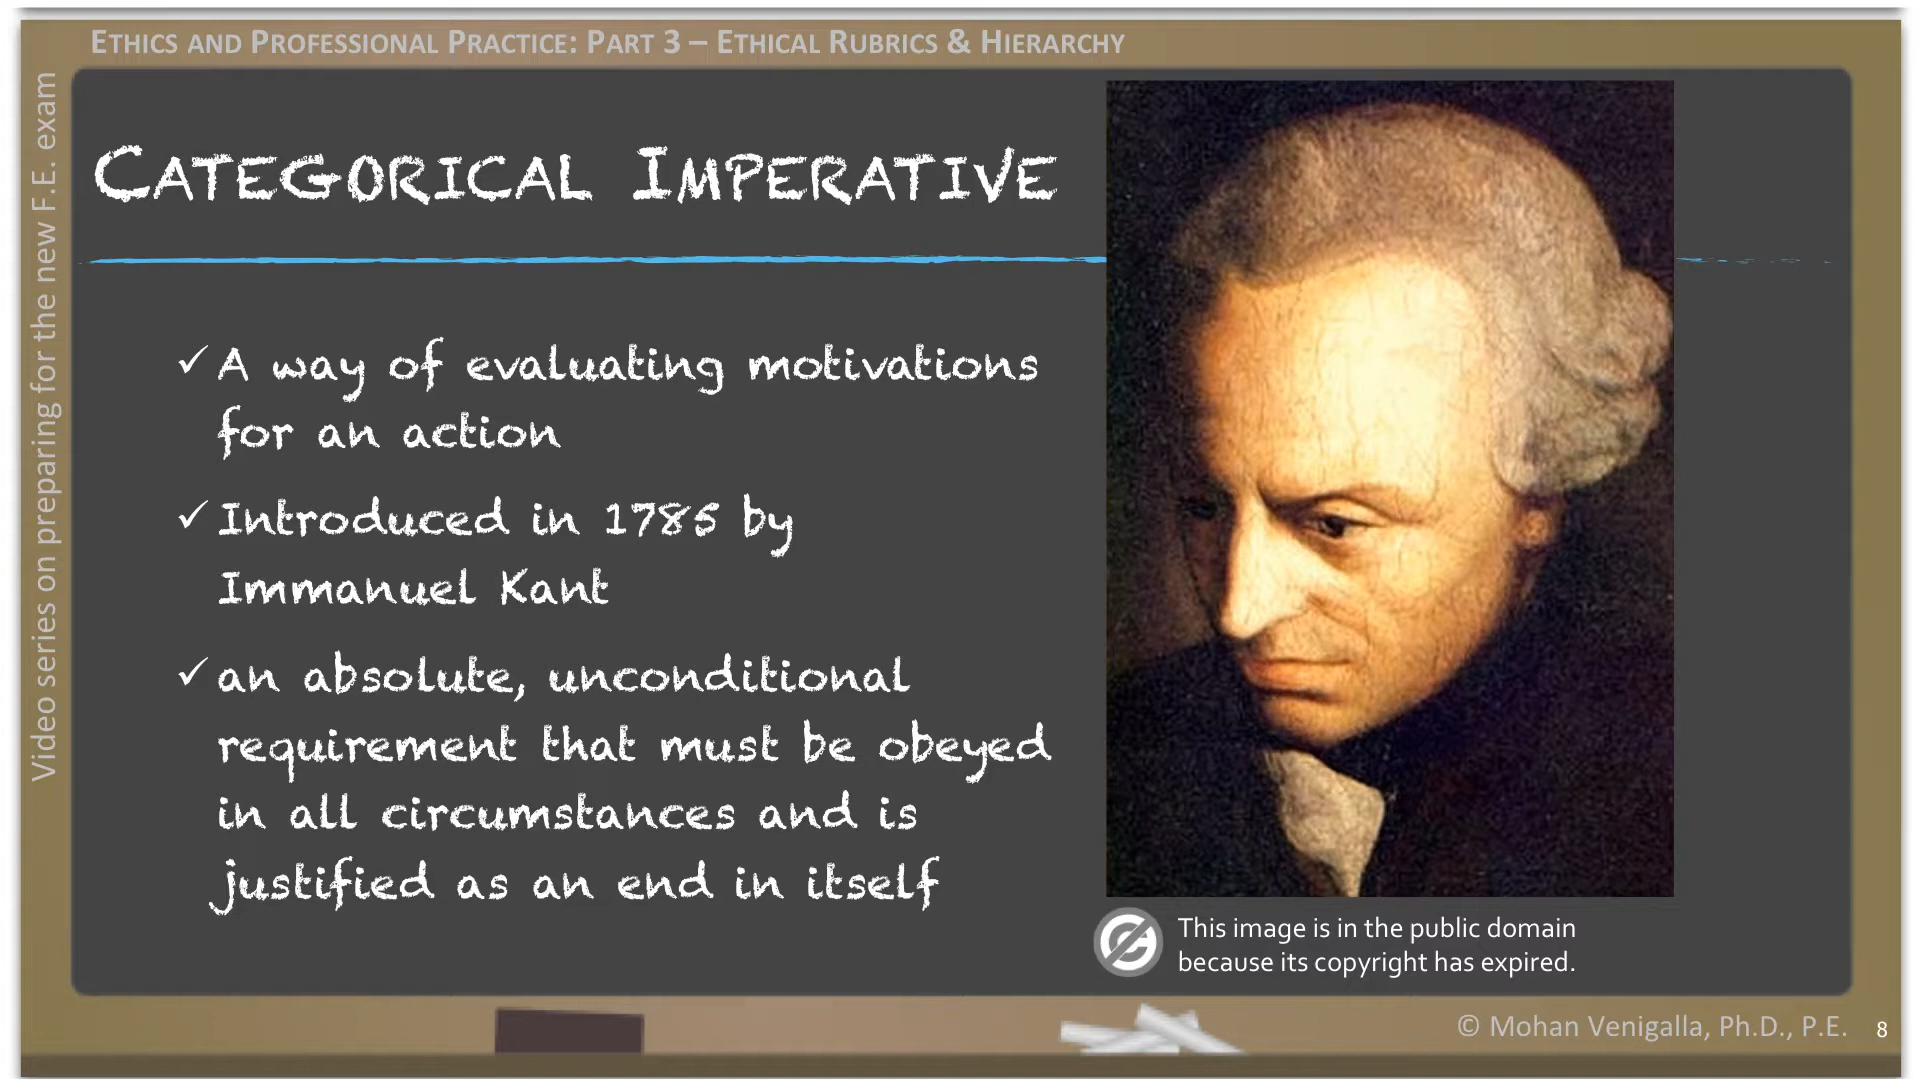 ETHICS AND PROFESSIONAL PRACTICE: PART 3 – ETHICAL RUBRICS & HIERARCHY
Video series on preparing for the new F.E. exam
CATEGORICAL IMPERATIVE
✓ A way of evaluating motivations
for an action
✓ Introduced in 1785 by
Immanuel Kant
✓ an absolute, unconditional
requirement that must be obeyed
in all circumstances and is
justified as an end in itself
This image is in the public domain
because its copyright has expired.
© Mohan Venigalla, Ph.D., P.E. 8